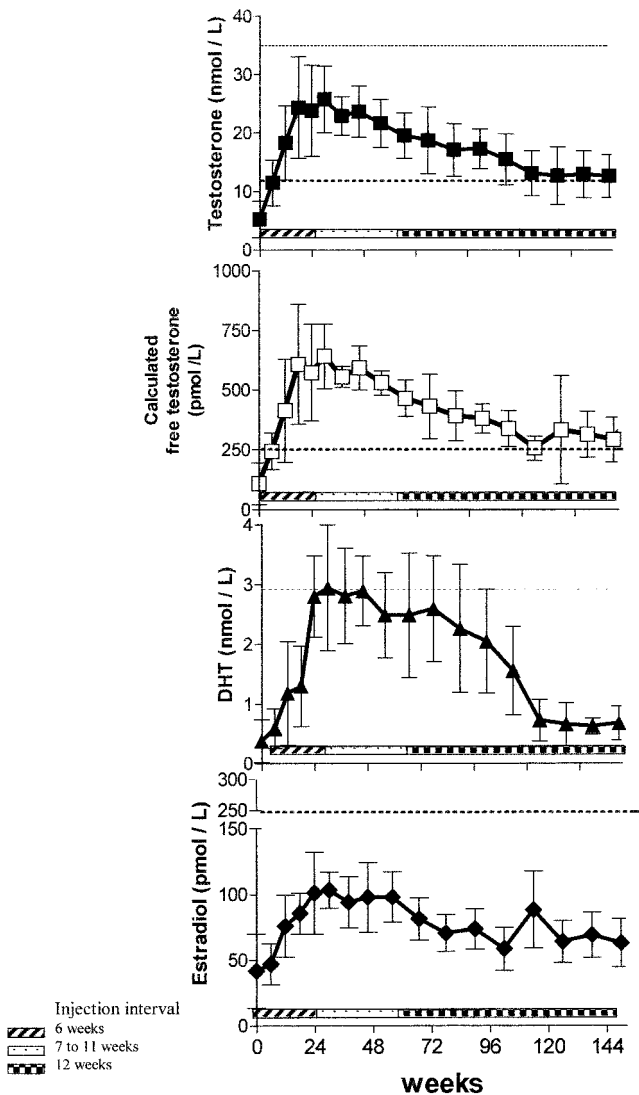 Testosterone (nmol / L)
40
30
20
10
0
Calculated
free testosterone
(pmol /L)
1000
750
500
250
0
DHT (nmol / L)
4
3
2
1
0
Estradiol (pmol / L)
300
250
150
100
50
0
0 24 48 72 96 120 144
weeks
Injection interval
6 weeks
7 to 11 weeks
12 weeks